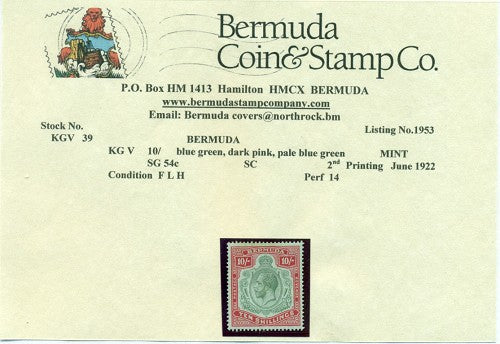 Bermuda
Coin&Stamp Co.
P.O. Box HM 1413 Hamilton HMCX BERMUDA
www.bermudastampcompany.com
Email: Bermuda covers@northrock.bm
Stock No. Listing No.1953
KGV 39
BERMUDA
KG V 10/ blue green, dark pink, pale blue green MINT
SG 54c SC 2nd Printing June 1922
Condition F L H Perf 14
10/- 10/-
TEN SHILLINGS